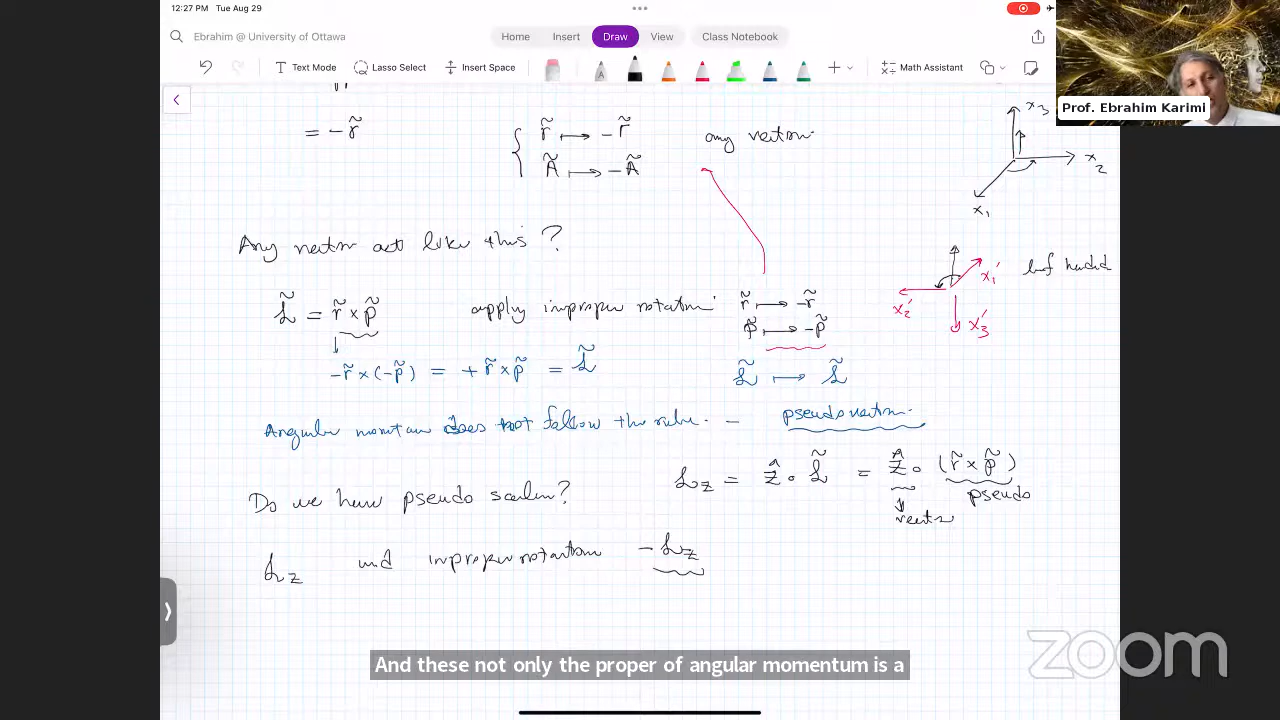 12:27 PM Tue Aug 29
Ebrahim @ University of Ottawa
Home Insert Draw View Class Notebook
Text Mode Lasso Select Insert Space Math Assistant
Prof. Ebrahim Karimi
= -r̃
r̃ ⟼ -r̃
Ã ⟼ -Ã
any vector
x3
x2
x1
Any vector acts like this ?
x1'
x2'
x3'
left handed
L̃ = r̃ × p̃ apply improper rotation: r̃ ⟼ -r̃
p̃ ⟼ -p̃
-r̃ × (-p̃) = + r̃ × p̃ = L̃ L̃ ⟼ L̃
Angular momentum does not follow the rule. – pseudo vector.
Lz = ẑ · L̃ = ẑ · (r̃ × p̃)
vector
pseudo
Do we have pseudo scalar?
Lz und improper rotation - Lz
And these not only the proper of angular momentum is a
zoom